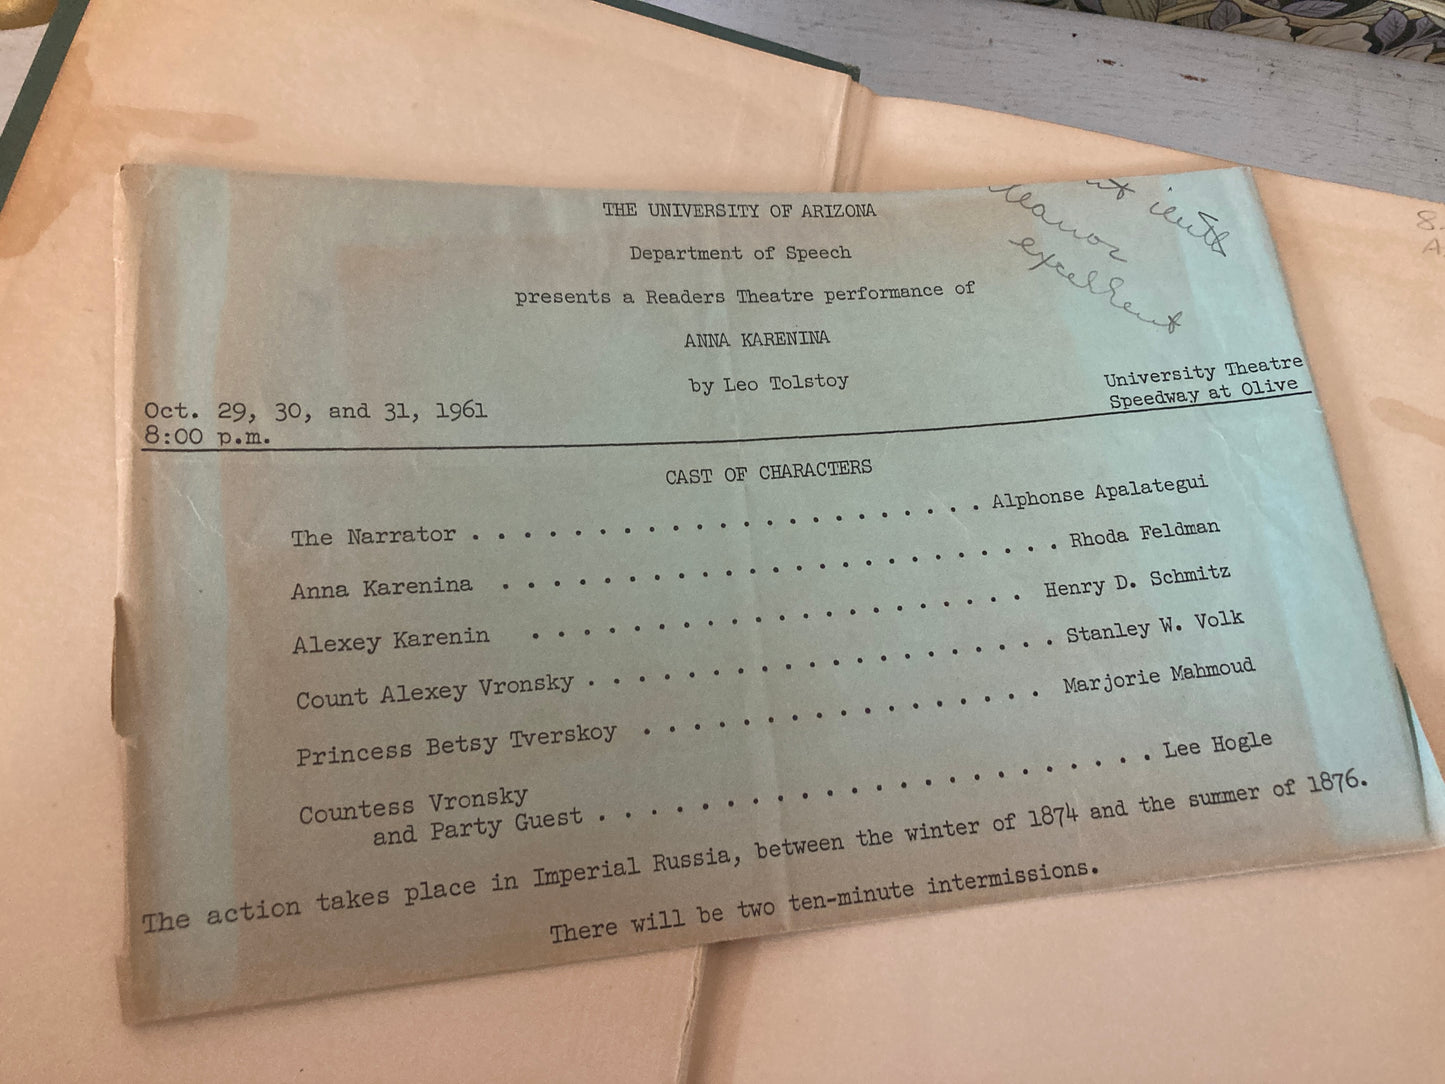 THE UNIVERSITY OF ARIZONA
Department of Speech
presents a Readers Theatre performance of
ANNA KARENINA
by Leo Tolstoy
Eleanor
excellent
University Theatre
Speedway at Olive
Oct. 29, 30, and 31, 1961
8:00 p.m.
CAST OF CHARACTERS
The Narrator . . . . . . . . . . . . . . . . . . . . . Alphonse Apalategui
Anna Karenina . . . . . . . . . . . . . . . . . . . . . . . Rhoda Feldman
Alexey Karenin . . . . . . . . . . . . . . . . . . . . Henry D. Schmitz
Count Alexey Vronsky . . . . . . . . . . . . . . . . . . . Stanley W. Volk
Princess Betsy Tverskoy . . . . . . . . . . . . . . . . Marjorie Mahmoud
Countess Vronsky
and Party Guest . . . . . . . . . . . . . . . . . . . . . . Lee Hogle
The action takes place in Imperial Russia, between the winter of 1874 and the summer of 1876.
There will be two ten-minute intermissions.